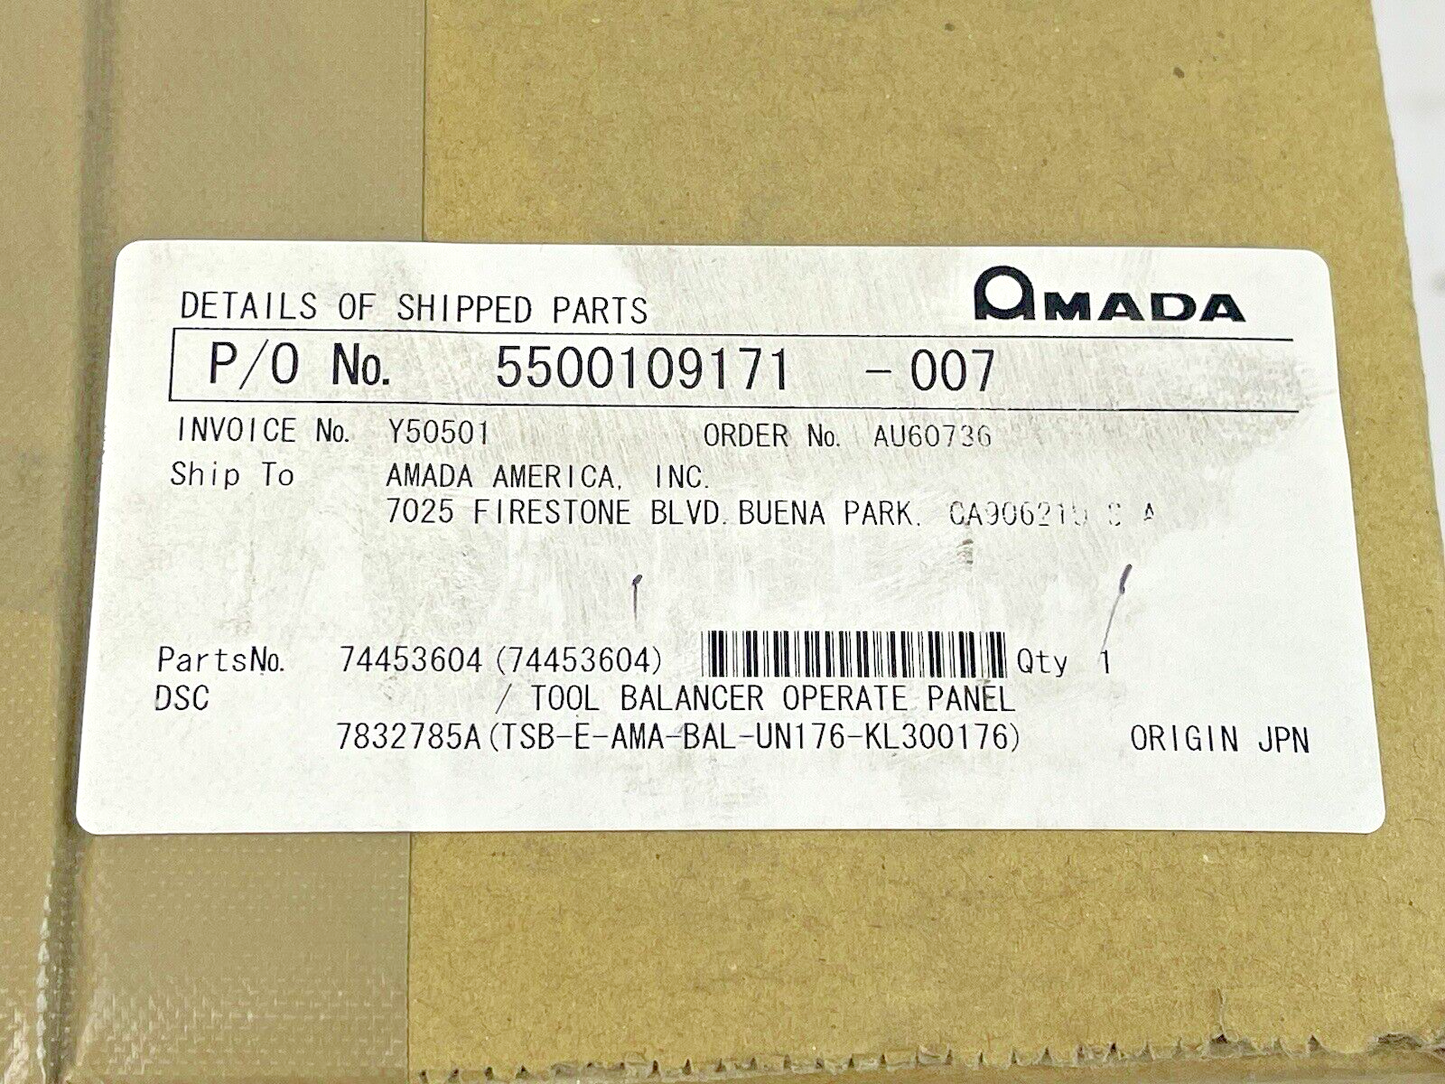 DETAILS OF SHIPPED PARTS AMADA
P/O No. 5500109171 -007
INVOICE No. Y50501 ORDER No. AU60736
Ship To AMADA AMERICA, INC.
7025 FIRESTONE BLVD. BUENA PARK. CA90621
PartsNo. 74453604 (74453604) Qty 1
DSC / TOOL BALANCER OPERATE PANEL
7832785A(TSB-E-AMA-BAL-UN176-KL300176) ORIGIN JPN